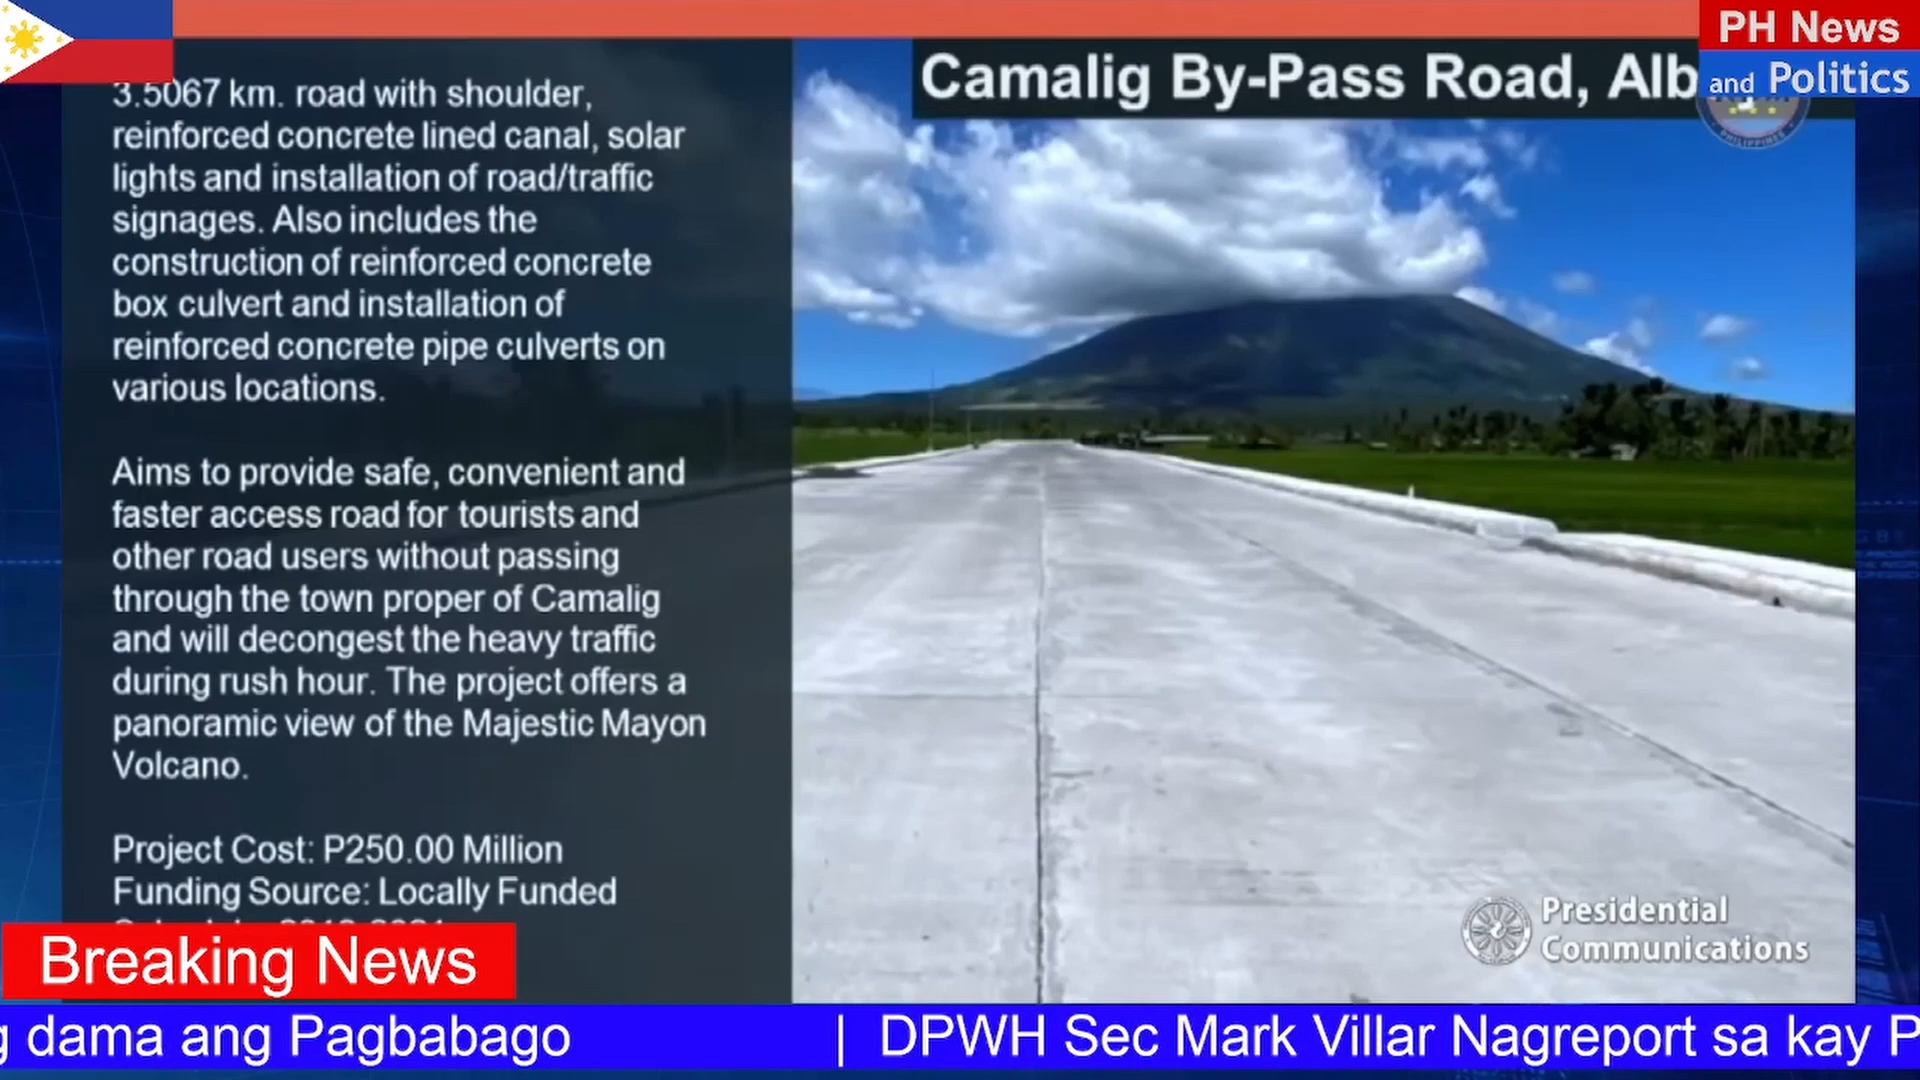 PH News
and Politics
Camalig By-Pass Road, Alb
PHILIPPINES
3.5067 km. road with shoulder,
reinforced concrete lined canal, solar
lights and installation of road/traffic
signages. Also includes the
construction of reinforced concrete
box culvert and installation of
reinforced concrete pipe culverts on
various locations.
Aims to provide safe, convenient and
faster access road for tourists and
other road users without passing
through the town proper of Camalig
and will decongest the heavy traffic
during rush hour. The project offers a
panoramic view of the Majestic Mayon
Volcano.
Project Cost: P250.00 Million
Funding Source: Locally Funded
Presidential
Communications
Breaking News
g dama ang Pagbabago | DPWH Sec Mark Villar Nagreport sa kay P